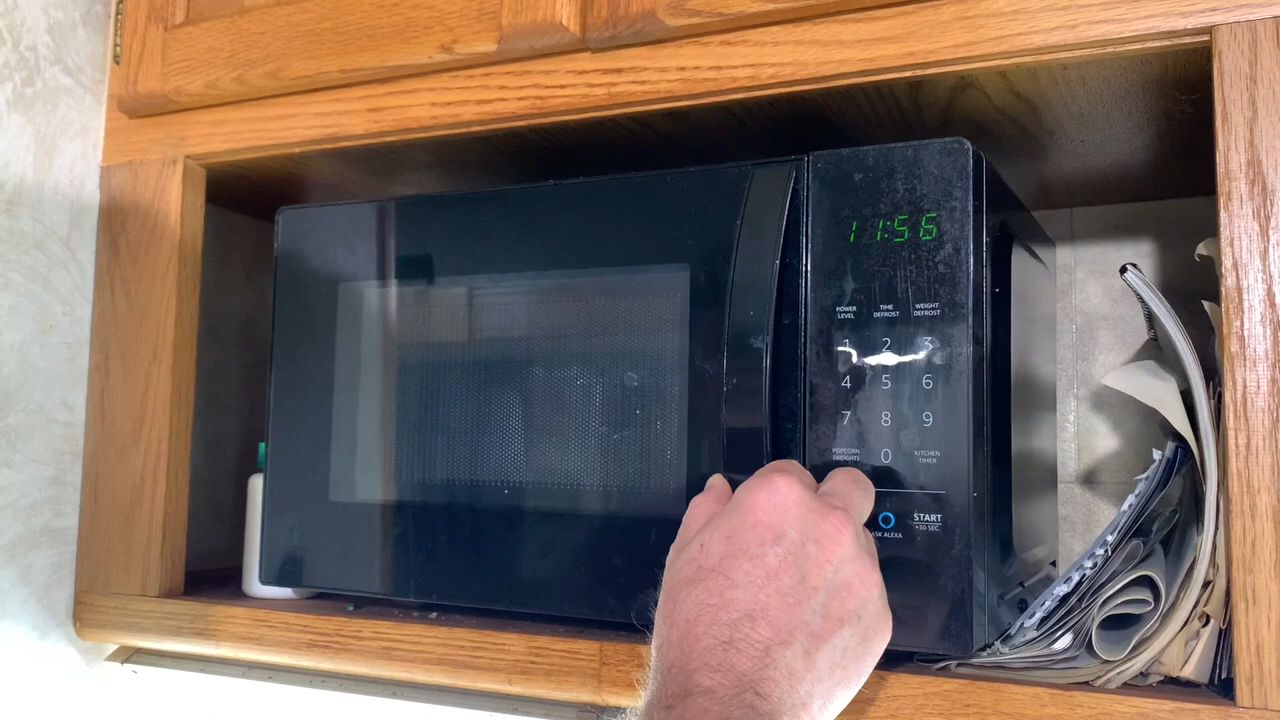 11:56
POWER LEVEL
TIME DEFROST
WEIGHT DEFROST
1 2 3
4 5 6
7 8 9
POPCORN (WEIGHT)
0
KITCHEN TIMER
ASK ALEXA
START
+30 SEC.